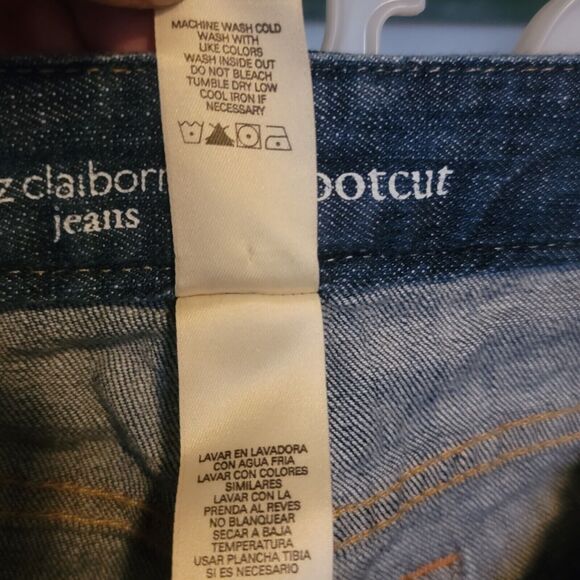 MACHINE WASH COLD
WASH WITH
LIKE COLORS
WASH INSIDE OUT
DO NOT BLEACH
TUMBLE DRY LOW
COOL IRON IF
NECESSARY
z claiborn ootcut
jeans
LAVAR EN LAVADORA
CON AGUA FRIA
LAVAR CON COLORES
SIMILARES
LAVAR CON LA
PRENDA AL REVES
NO BLANQUEAR
SECAR A BAJA
TEMPERATURA
USAR PLANCHA TIBIA
SI ES NECESARIO